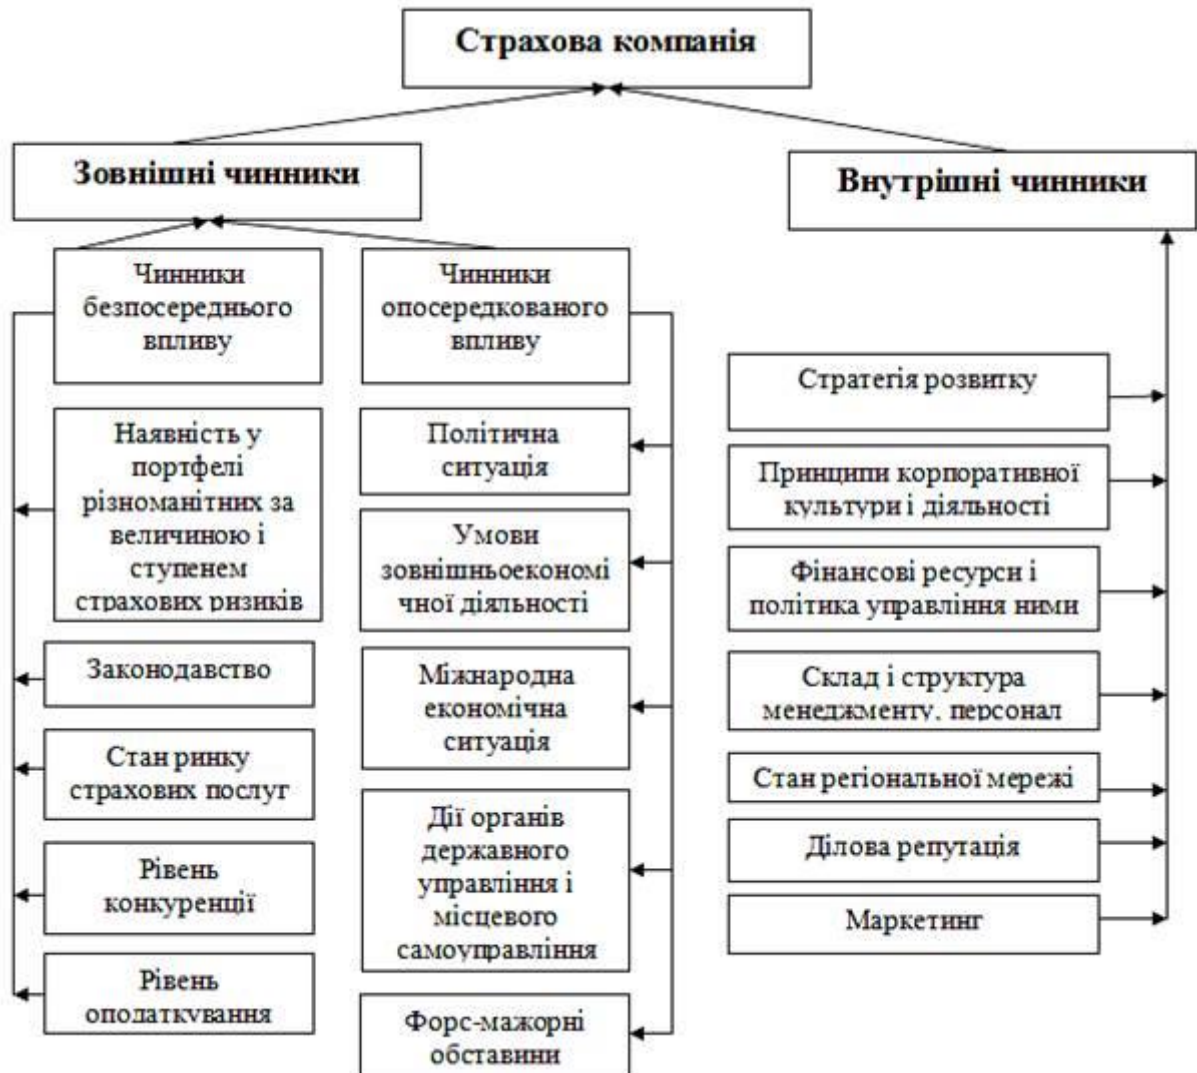 Страхова компанія
Зовнішні чинники
Внутрішні чинники
Чинники
безпосереднього
впливу
Наявність у
портфелі
різноманітних за
величиною і
ступенем
страхових ризиків
Законодавство
Стан ринку
страхових послуг
Рівень
конкуренції
Рівень
оподаткування
Чинники
опосередкованого
впливу
Політична
ситуація
Умови
зовнішньоекономі
чної діяльності
Міжнародна
економічна
ситуація
Дії органів
державного
управління і
місцевого
самоуправління
Форс-мажорні
обставини
Стратегія розвитку
Принципи корпоративної
культури і діяльності
Фінансові ресурси і
політика управління ними
Склад і структура
менеджменту, персонал
Стан регіональної мережі
Ділова репутація
Маркетинг